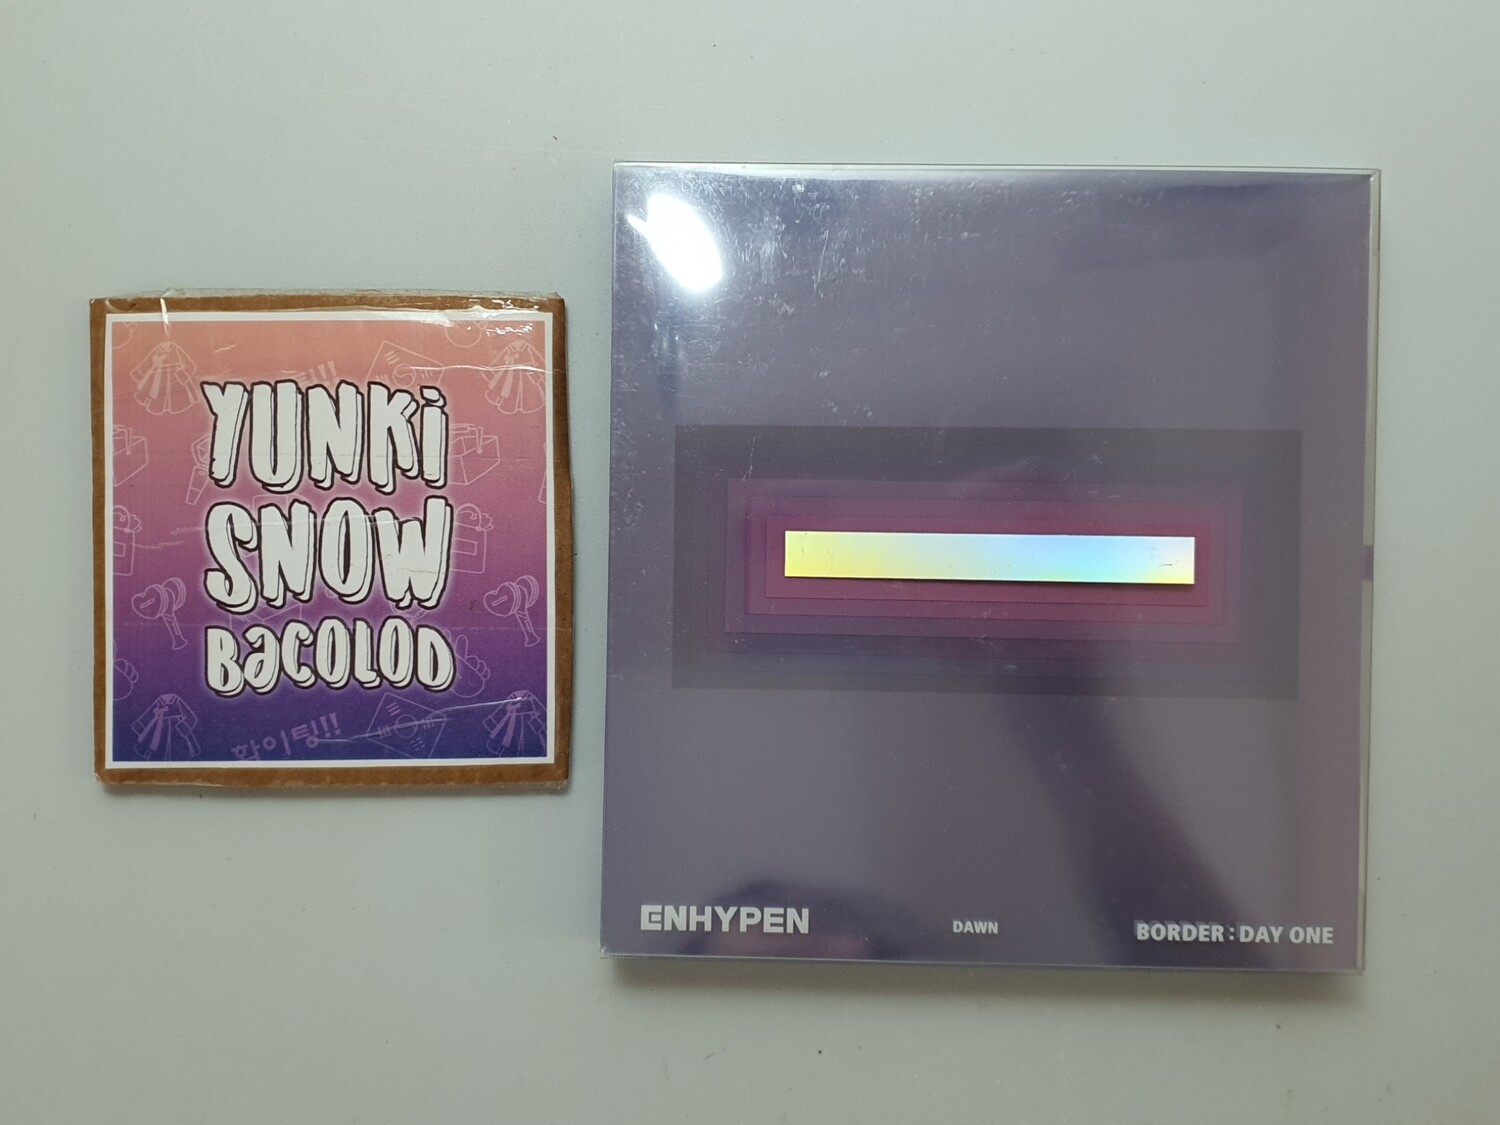 YUNKi
SNOW
BaCOLOD
화이팅!!
ENHYPEN
DAWN
BORDER : DAY ONE